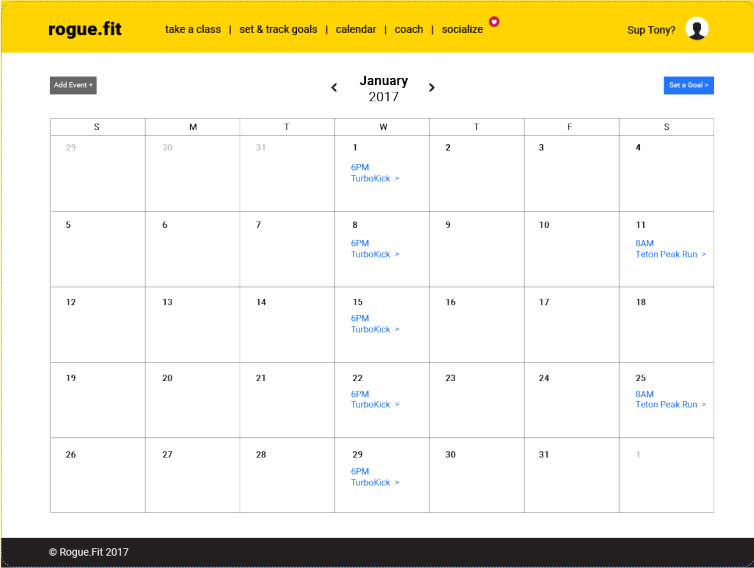 rogue.fit take a class | set & track goals | calendar | coach | socialize Sup Tony?
Add Event + < January > Set a Goal >
2017
S M T W T F S
29 30 31 1 2 3 4
6PM
TurboKick >
5 6 7 8 9 10 11
6PM 8AM
TurboKick > Teton Peak Run >
12 13 14 15 16 17 18
6PM
TurboKick >
19 20 21 22 23 24 25
6PM 8AM
TurboKick > Teton Peak Run >
26 27 28 29 30 31 1
6PM
TurboKick >
© Rogue.Fit 2017